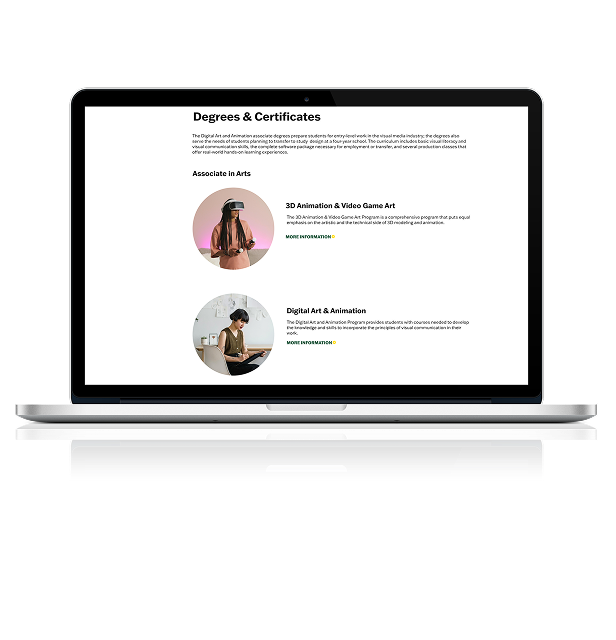 Degrees & Certificates
The Digital Art and Animation associate degrees prepare students for entry-level work in the visual media industry; the degrees also
serve the needs of students planning to transfer to study design at a four-year school. The curriculum includes basic visual literacy and
visual communication skills, the complete software package necessary for employment or transfer, and several production classes that
offer real-world hands-on learning experiences.
Associate in Arts
3D Animation & Video Game Art
The 3D Animation & Video Game Art Program is a comprehensive program that puts equal
emphasis on the artistic and the technical side of 3D modeling and animation.
MORE INFORMATION
Digital Art & Animation
The Digital Art and Animation Program provides students with courses needed to develop
the knowledge and skills to incorporate the principles of visual communication in their
work.
MORE INFORMATION